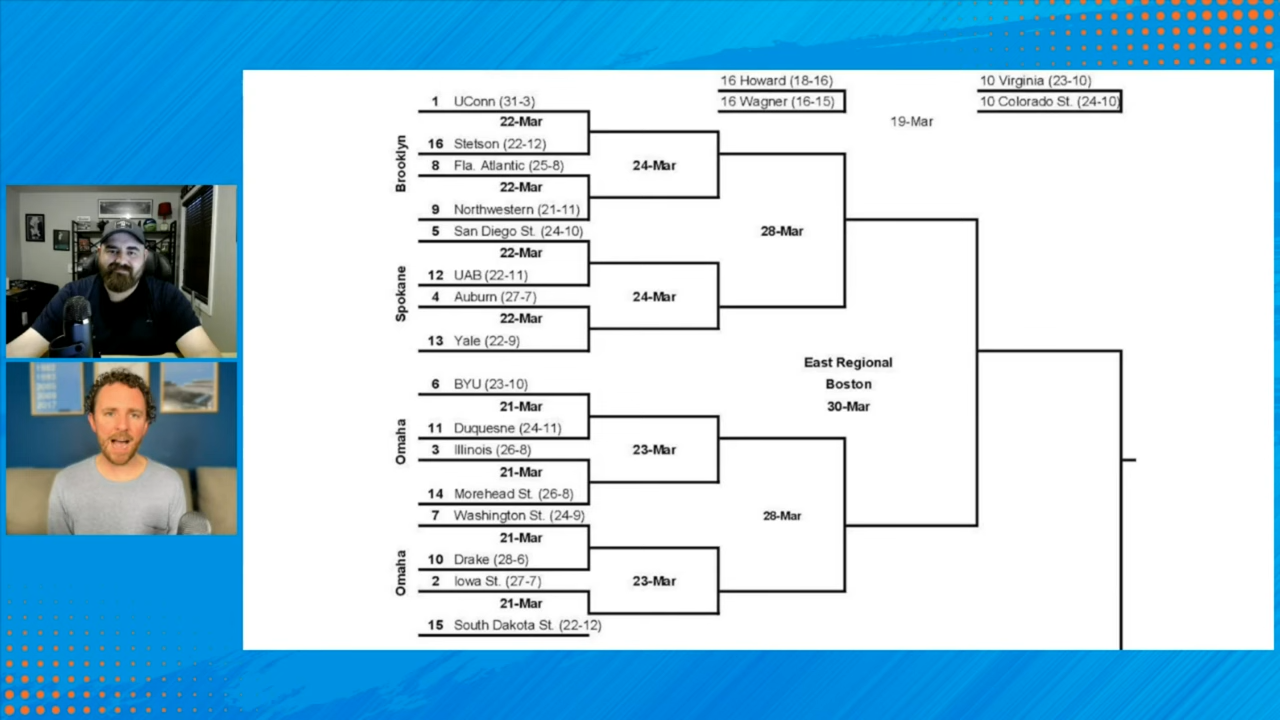 16 Howard (18-16)
16 Wagner (16-15)
19-Mar
10 Virginia (23-10)
10 Colorado St. (24-10)
Brooklyn
1 UConn (31-3)
22-Mar
16 Stetson (22-12)
24-Mar
8 Fla. Atlantic (25-8)
22-Mar
9 Northwestern (21-11)
28-Mar
Spokane
5 San Diego St. (24-10)
22-Mar
12 UAB (22-11)
24-Mar
4 Auburn (27-7)
22-Mar
13 Yale (22-9)
East Regional
Boston
30-Mar
Omaha
6 BYU (23-10)
21-Mar
11 Duquesne (24-11)
23-Mar
3 Illinois (26-8)
21-Mar
14 Morehead St. (26-8)
28-Mar
Omaha
7 Washington St. (24-9)
21-Mar
10 Drake (28-6)
23-Mar
2 Iowa St. (27-7)
21-Mar
15 South Dakota St. (22-12)